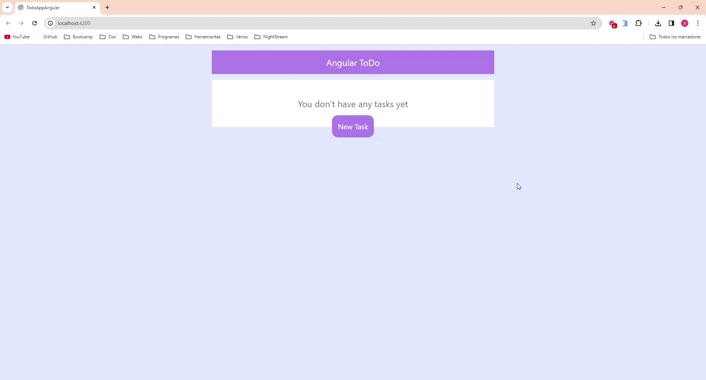 TodoAppAngular
localhost:4200
YouTube GitHub Bootcamp Doc Webs Programas Herramientas Varios NightStream Todos los marcadores
Angular ToDo
You don't have any tasks yet
New Task